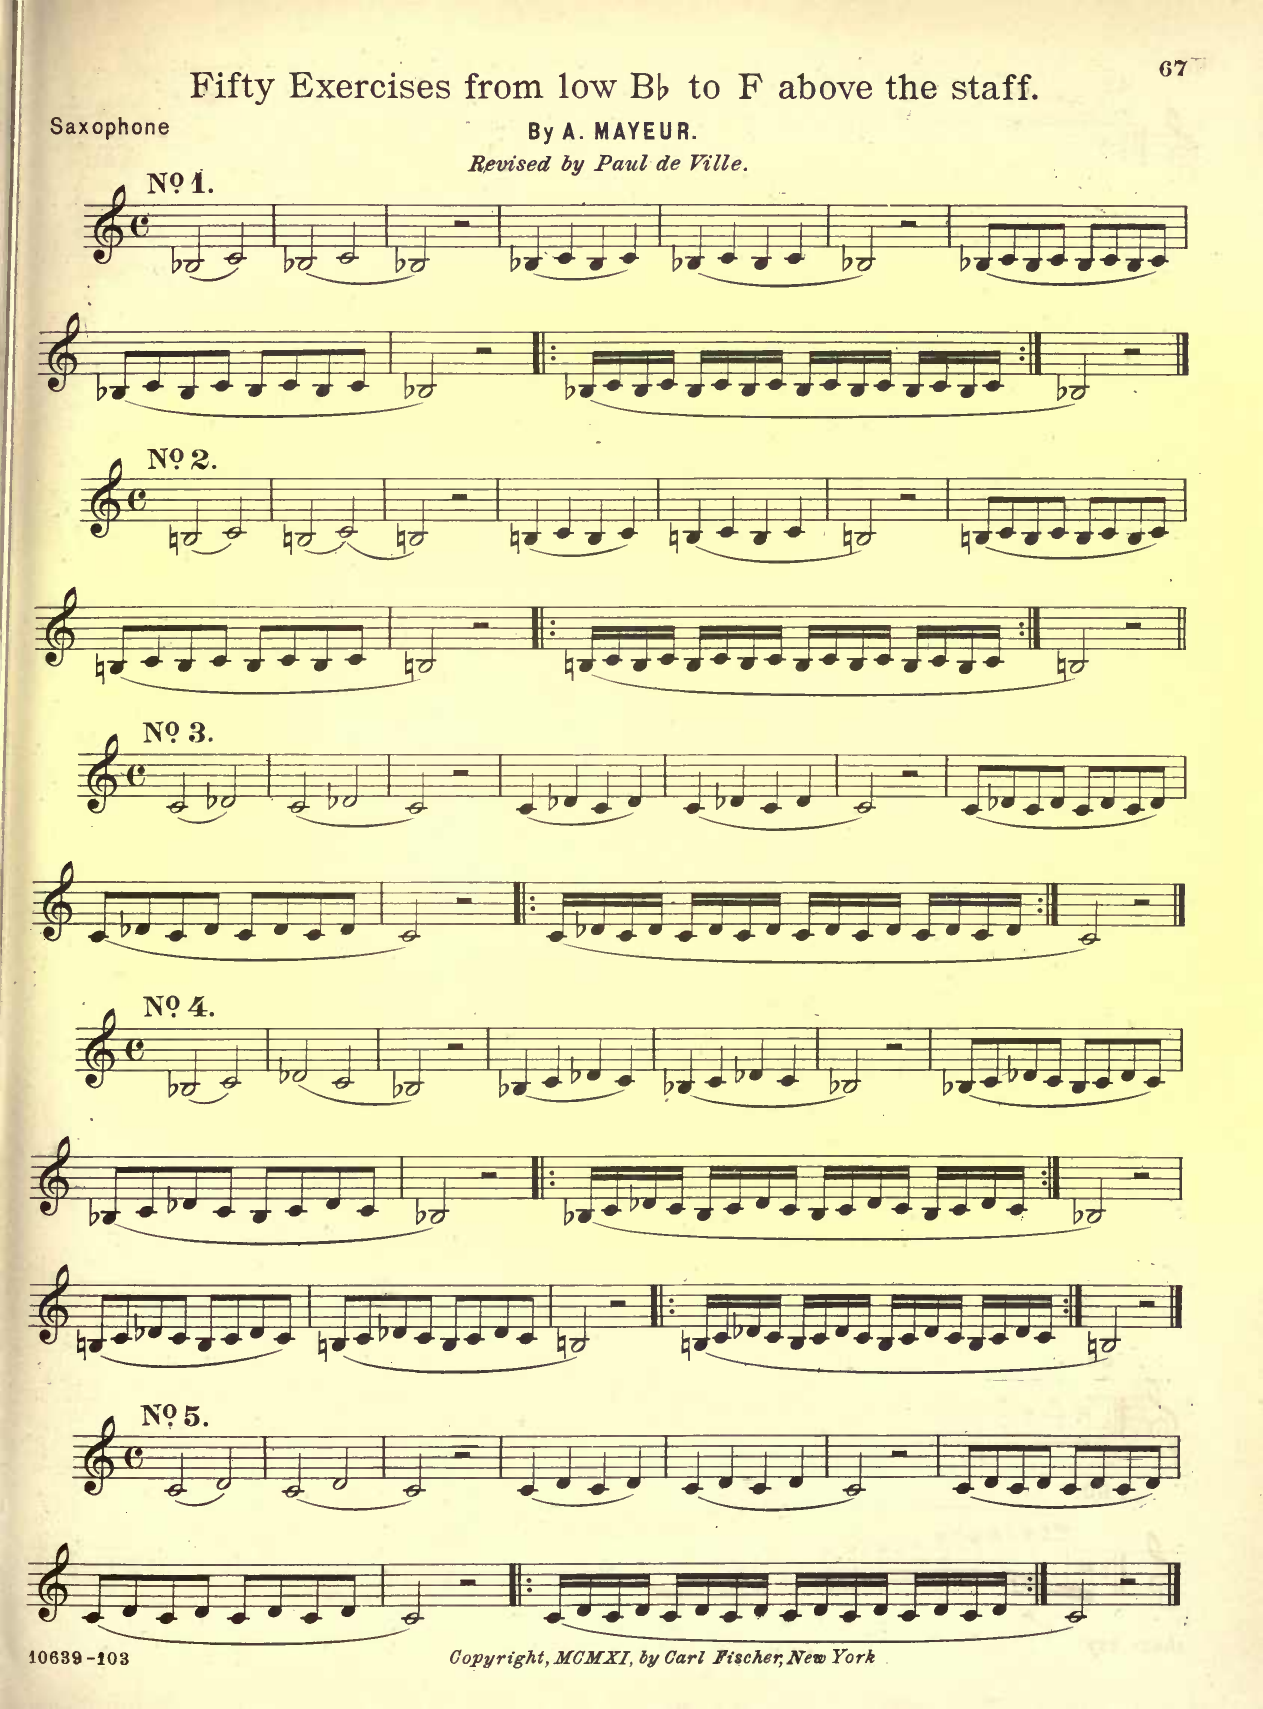 67
Fifty Exercises from low B♭ to F above the staff.
Saxophone
By A. MAYEUR.
Revised by Paul de Ville.
No. 1.
No. 2.
No. 3.
No. 4.
No. 5.
10639-103
Copyright, MCMXI, by Carl Fischer, New York